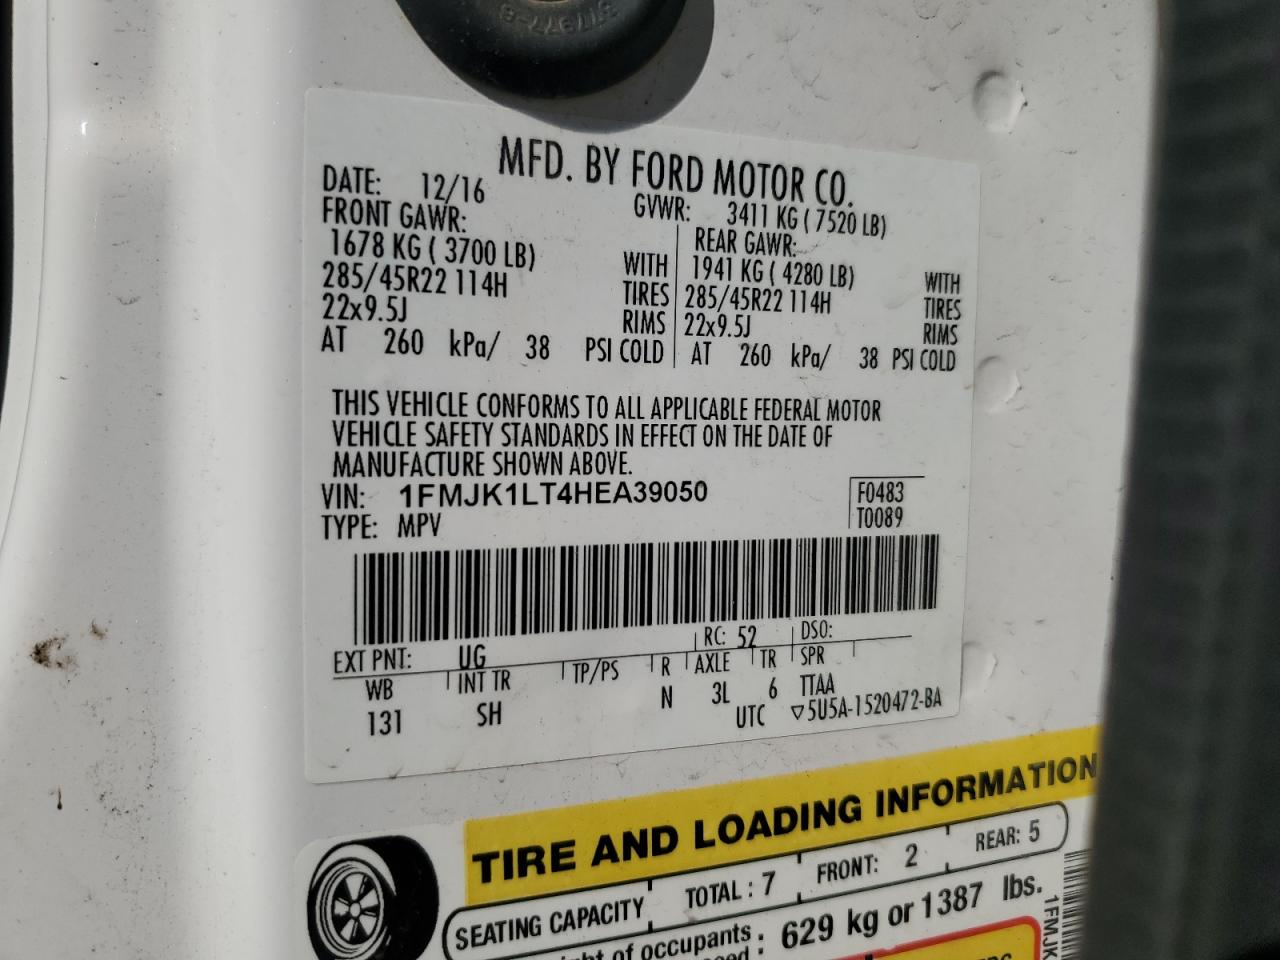 317977-S
MFD. BY FORD MOTOR CO.
DATE: 12/16 GVWR: 3411 KG ( 7520 LB)
FRONT GAWR: REAR GAWR:
1678 KG ( 3700 LB) WITH 1941 KG ( 4280 LB) WITH
285/45R22 114H TIRES 285/45R22 114H TIRES
22x9.5J RIMS 22x9.5J RIMS
AT 260 kPa/ 38 PSI COLD AT 260 kPa/ 38 PSI COLD
THIS VEHICLE CONFORMS TO ALL APPLICABLE FEDERAL MOTOR
VEHICLE SAFETY STANDARDS IN EFFECT ON THE DATE OF
MANUFACTURE SHOWN ABOVE.
VIN: 1FMJK1LT4HEA39050 F0483
TYPE: MPV T0089
EXT PNT: UG RC: 52 DSO:
WB INT TR TP/PS R AXLE TR SPR
131 SH N 3L 6 TTAA
UTC ▽5U5A-1520472-BA
TIRE AND LOADING INFORMATION
SEATING CAPACITY TOTAL : 7 FRONT: 2 REAR: 5
of occupants : 629 kg or 1387 lbs.
1FMJK